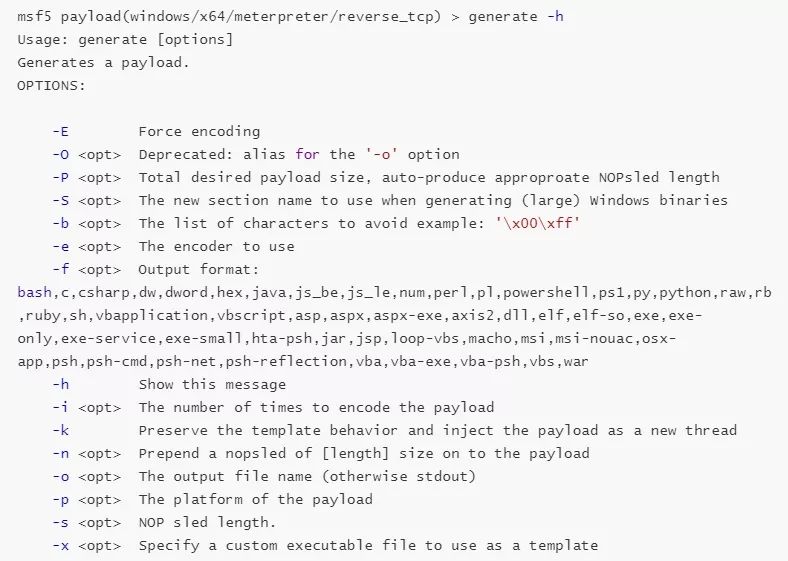 msf5 payload(windows/x64/meterpreter/reverse_tcp) > generate -h
Usage: generate [options]
Generates a payload.
OPTIONS:
-E Force encoding
-O <opt> Deprecated: alias for the '-o' option
-P <opt> Total desired payload size, auto-produce approproate NOPsled length
-S <opt> The new section name to use when generating (large) Windows binaries
-b <opt> The list of characters to avoid example: '\x00\xff'
-e <opt> The encoder to use
-f <opt> Output format:
bash,c,csharp,dw,dword,hex,java,js_be,js_le,num,perl,pl,powershell,ps1,py,python,raw,rb
,ruby,sh,vbapplication,vbscript,asp,aspx,aspx-exe,axis2,dll,elf,elf-so,exe,exe-
only,exe-service,exe-small,hta-psh,jar,jsp,loop-vbs,macho,msi,msi-nouac,osx-
app,psh,psh-cmd,psh-net,psh-reflection,vba,vba-exe,vba-psh,vbs,war
-h Show this message
-i <opt> The number of times to encode the payload
-k Preserve the template behavior and inject the payload as a new thread
-n <opt> Prepend a nopsled of [length] size on to the payload
-o <opt> The output file name (otherwise stdout)
-p <opt> The platform of the payload
-s <opt> NOP sled length.
-x <opt> Specify a custom executable file to use as a template